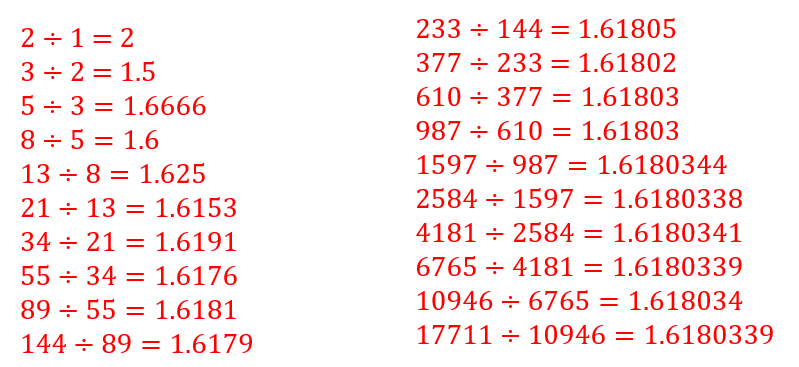 2 ÷ 1 = 2
3 ÷ 2 = 1.5
5 ÷ 3 = 1.6666
8 ÷ 5 = 1.6
13 ÷ 8 = 1.625
21 ÷ 13 = 1.6153
34 ÷ 21 = 1.6191
55 ÷ 34 = 1.6176
89 ÷ 55 = 1.6181
144 ÷ 89 = 1.6179
233 ÷ 144 = 1.61805
377 ÷ 233 = 1.61802
610 ÷ 377 = 1.61803
987 ÷ 610 = 1.61803
1597 ÷ 987 = 1.6180344
2584 ÷ 1597 = 1.6180338
4181 ÷ 2584 = 1.6180341
6765 ÷ 4181 = 1.6180339
10946 ÷ 6765 = 1.618034
17711 ÷ 10946 = 1.6180339